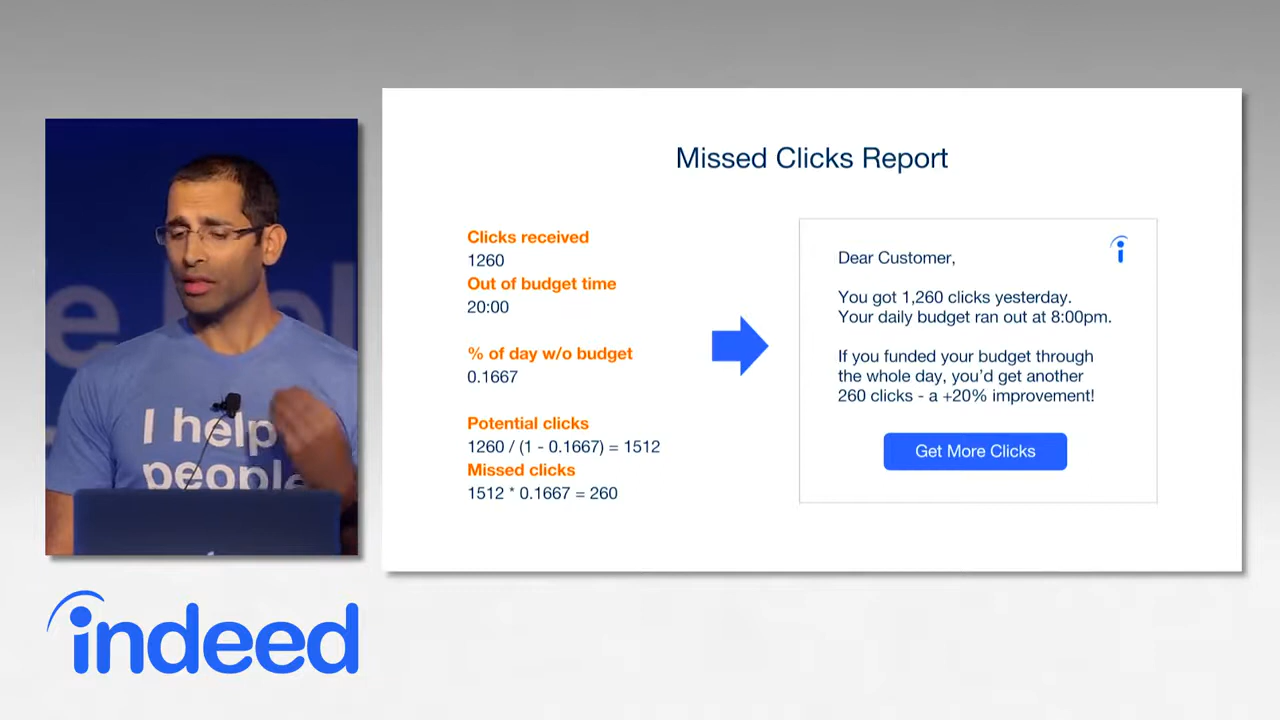 Missed Clicks Report
Clicks received
1260
Out of budget time
20:00
% of day w/o budget
0.1667
Potential clicks
1260 / (1 - 0.1667) = 1512
Missed clicks
1512 * 0.1667 = 260
Dear Customer,
You got 1,260 clicks yesterday.
Your daily budget ran out at 8:00pm.
If you funded your budget through
the whole day, you'd get another
260 clicks - a +20% improvement!
Get More Clicks
I help
people
indeed